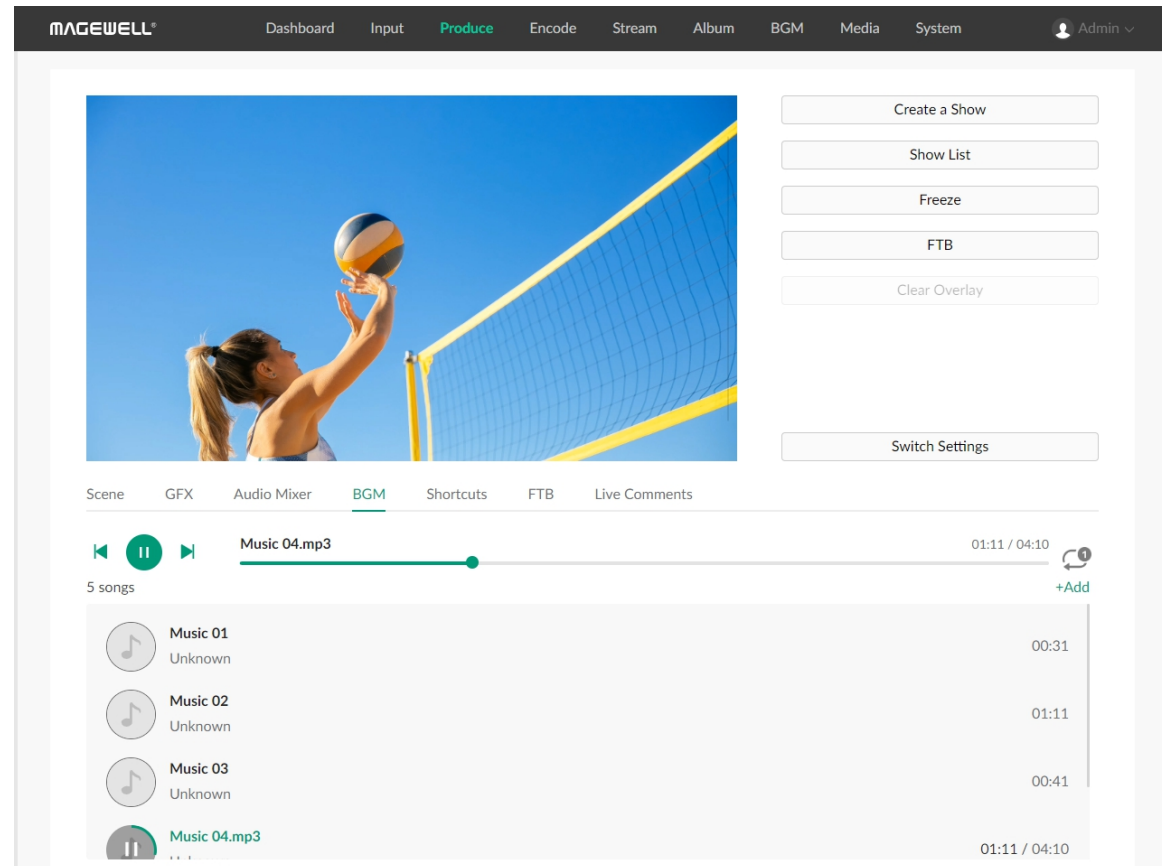 MAGEWELL®
Dashboard Input Produce Encode Stream Album BGM Media System Admin
Create a Show
Show List
Freeze
FTB
Clear Overlay
Switch Settings
Scene GFX Audio Mixer BGM Shortcuts FTB Live Comments
Music 04.mp3 01:11 / 04:10
1
5 songs +Add
Music 01
Unknown 00:31
Music 02
Unknown 01:11
Music 03
Unknown 00:41
Music 04.mp3
01:11 / 04:10